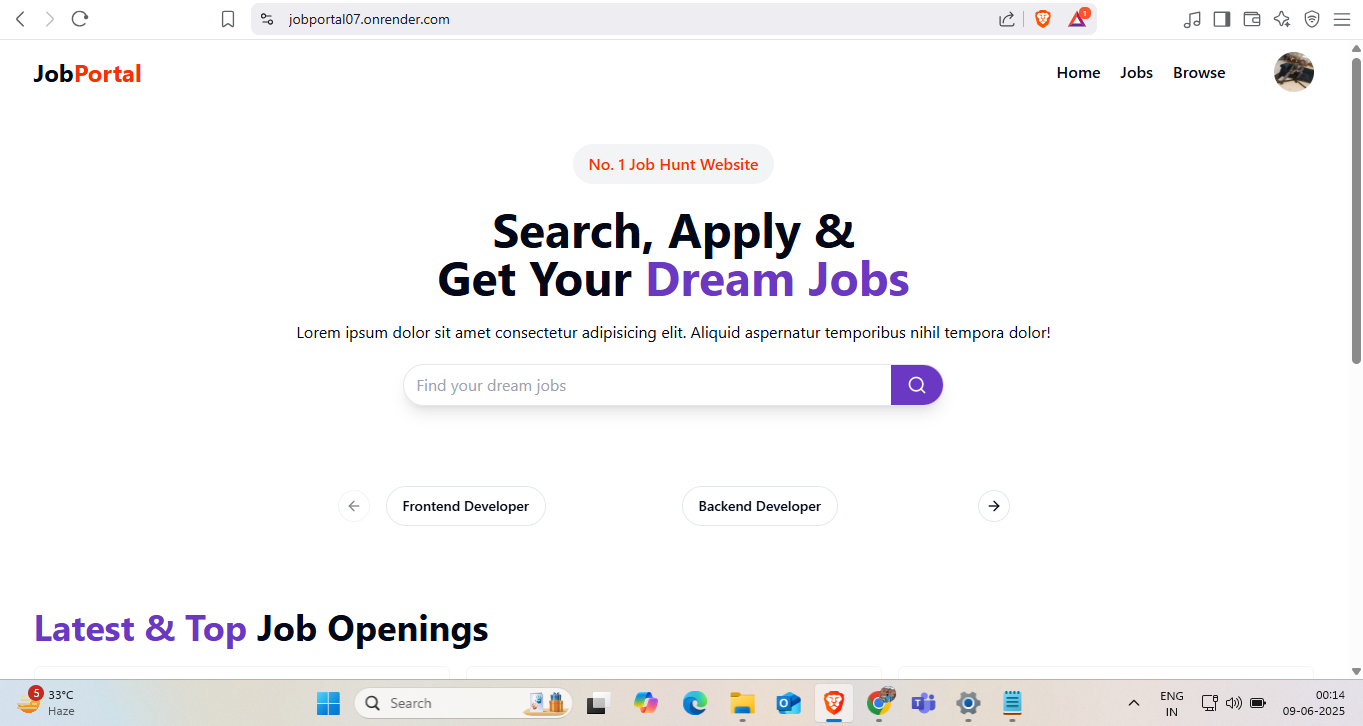 jobportal07.onrender.com
1
JobPortal
Home Jobs Browse
No. 1 Job Hunt Website
Search, Apply &
Get Your Dream Jobs
Lorem ipsum dolor sit amet consectetur adipisicing elit. Aliquid aspernatur temporibus nihil tempora dolor!
Find your dream jobs
Frontend Developer
Backend Developer
Latest & Top Job Openings
5
33°C
Haze
Search
ENG
IN
00:14
09-06-2025